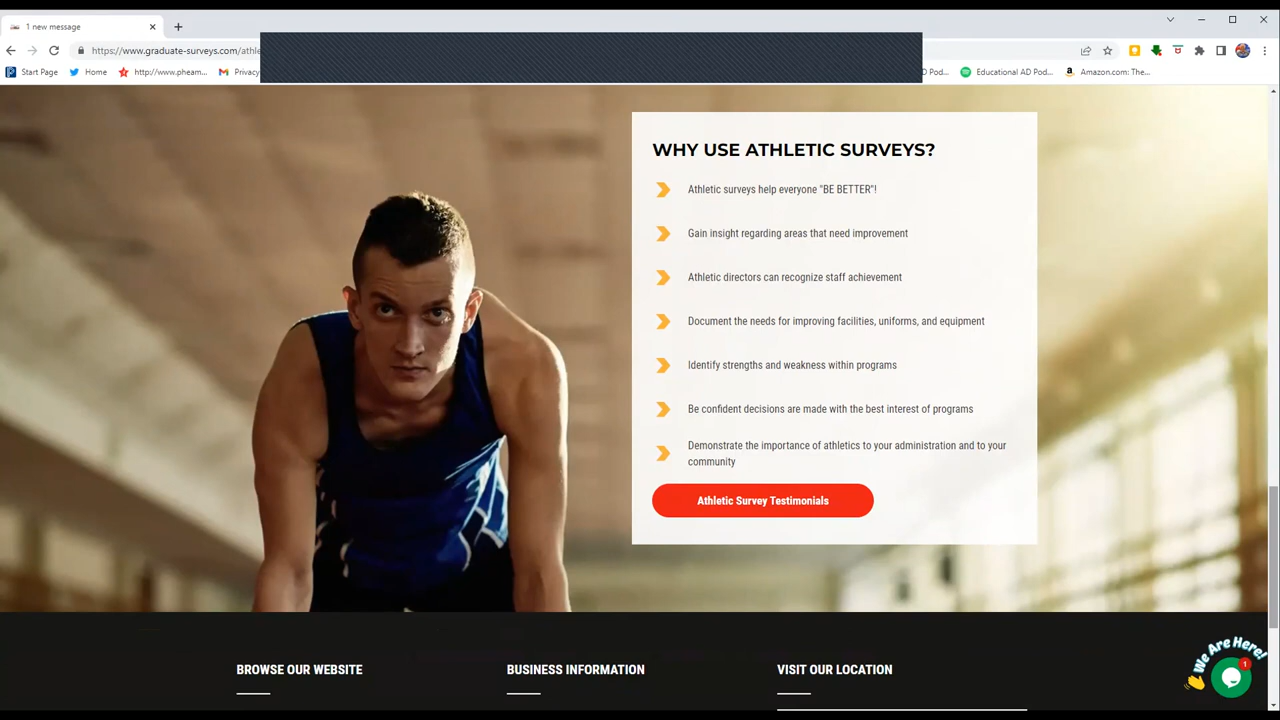 1 new message
https://www.graduate-surveys.com/athle
Start Page
Home
http://www.pheam...
Privacy
D Pod...
Educational AD Pod...
Amazon.com: The...
WHY USE ATHLETIC SURVEYS?
Athletic surveys help everyone "BE BETTER"!
Gain insight regarding areas that need improvement
Athletic directors can recognize staff achievement
Document the needs for improving facilities, uniforms, and equipment
Identify strengths and weakness within programs
Be confident decisions are made with the best interest of programs
Demonstrate the importance of athletics to your administration and to your
community
Athletic Survey Testimonials
We Are Here!
1
BROWSE OUR WEBSITE
BUSINESS INFORMATION
VISIT OUR LOCATION